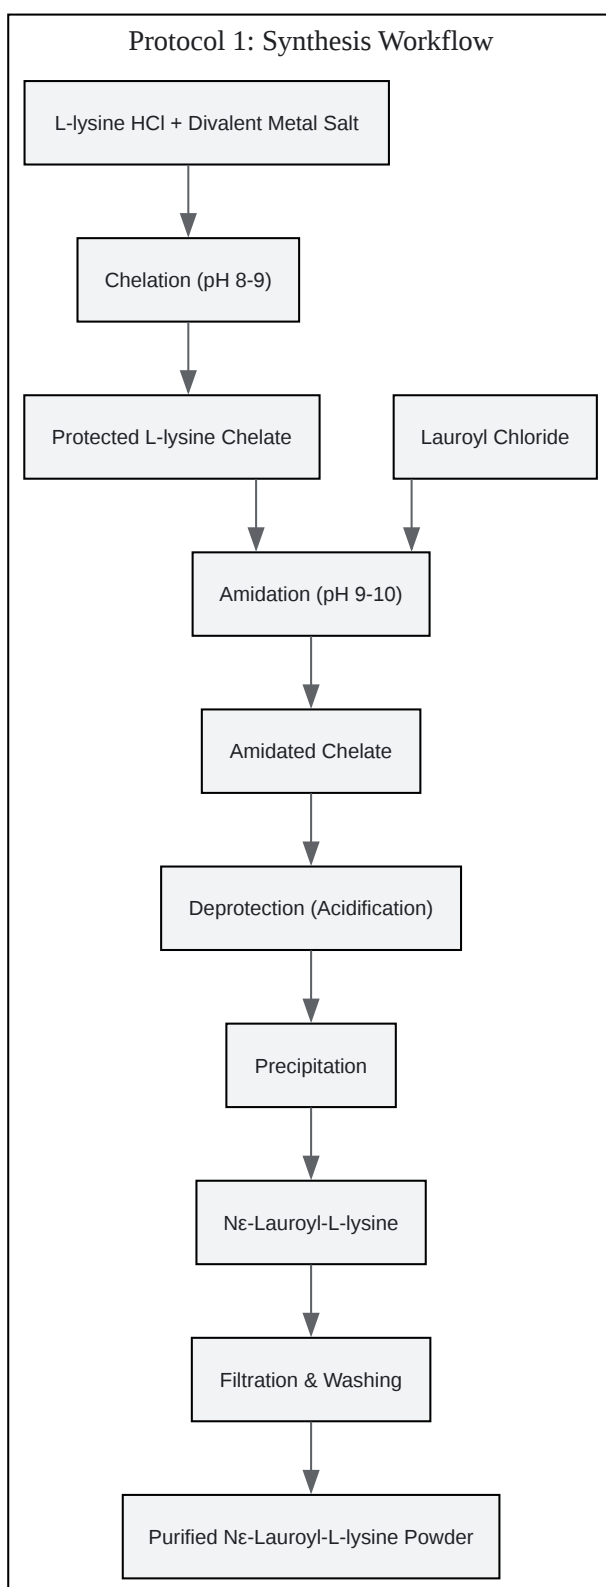 Protocol 1: Synthesis Workflow
L-lysine HCl + Divalent Metal Salt
Chelation (pH 8-9)
Protected L-lysine Chelate
Lauroyl Chloride
Amidation (pH 9-10)
Amidated Chelate
Deprotection (Acidification)
Precipitation
Nε-Lauroyl-L-lysine
Filtration & Washing
Purified Nε-Lauroyl-L-lysine Powder